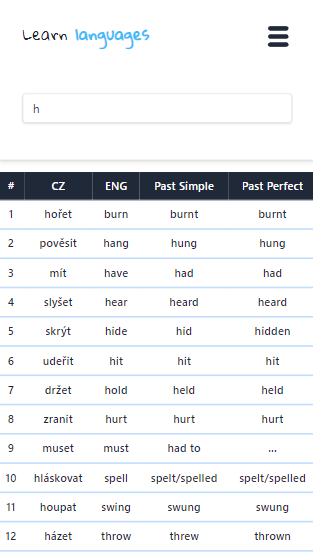 Learn languages
h
# CZ ENG Past Simple Past Perfect
1 hořet burn burnt burnt
2 pověsit hang hung hung
3 mít have had had
4 slyšet hear heard heard
5 skrýt hide hid hidden
6 udeřit hit hit hit
7 držet hold held held
8 zranit hurt hurt hurt
9 muset must had to ...
10 hláskovat spell spelt/spelled spelt/spelled
11 houpat swing swung swung
12 házet throw threw thrown